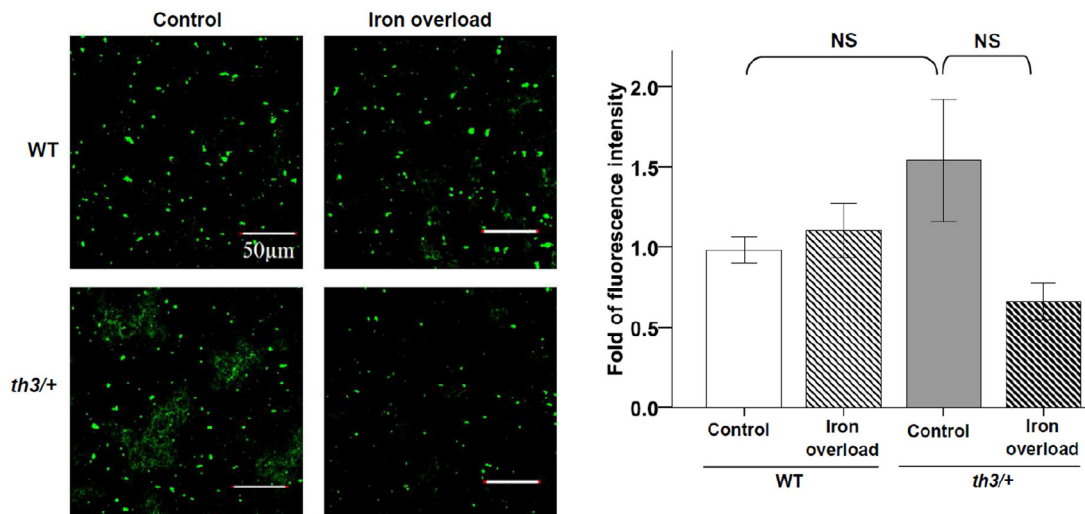 Control Iron overload
WT
50µm
th3/+
NS NS
Fold of fluorescence intensity
2.0
1.5
1.0
0.5
0.0
Control Iron overload Control Iron overload
WT th3/+